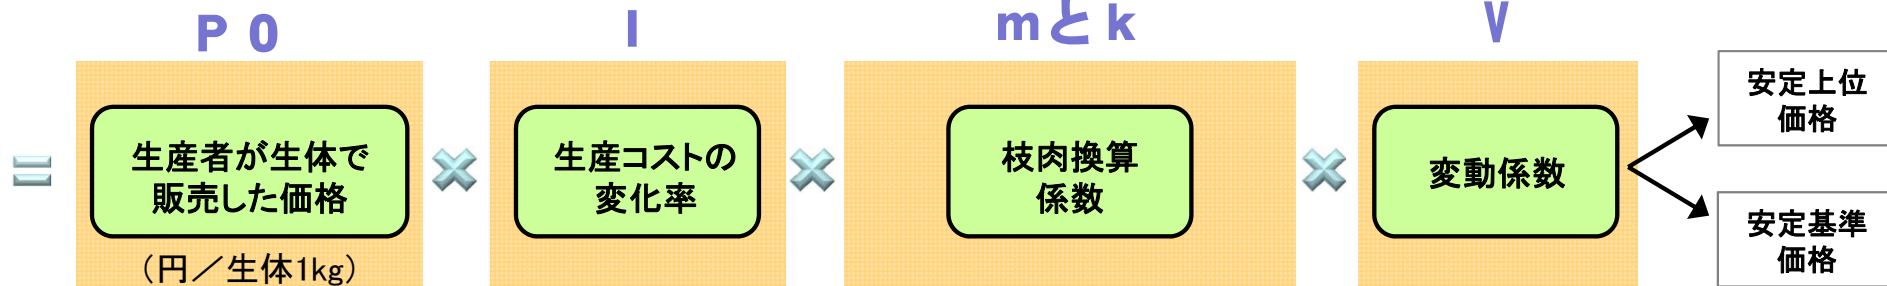 P0
I
mとk
V
＝
生産者が生体で
販売した価格
（円／生体1kg）
×
生産コストの
変化率
×
枝肉換算
係数
×
変動係数
安定上位
価格
安定基準
価格